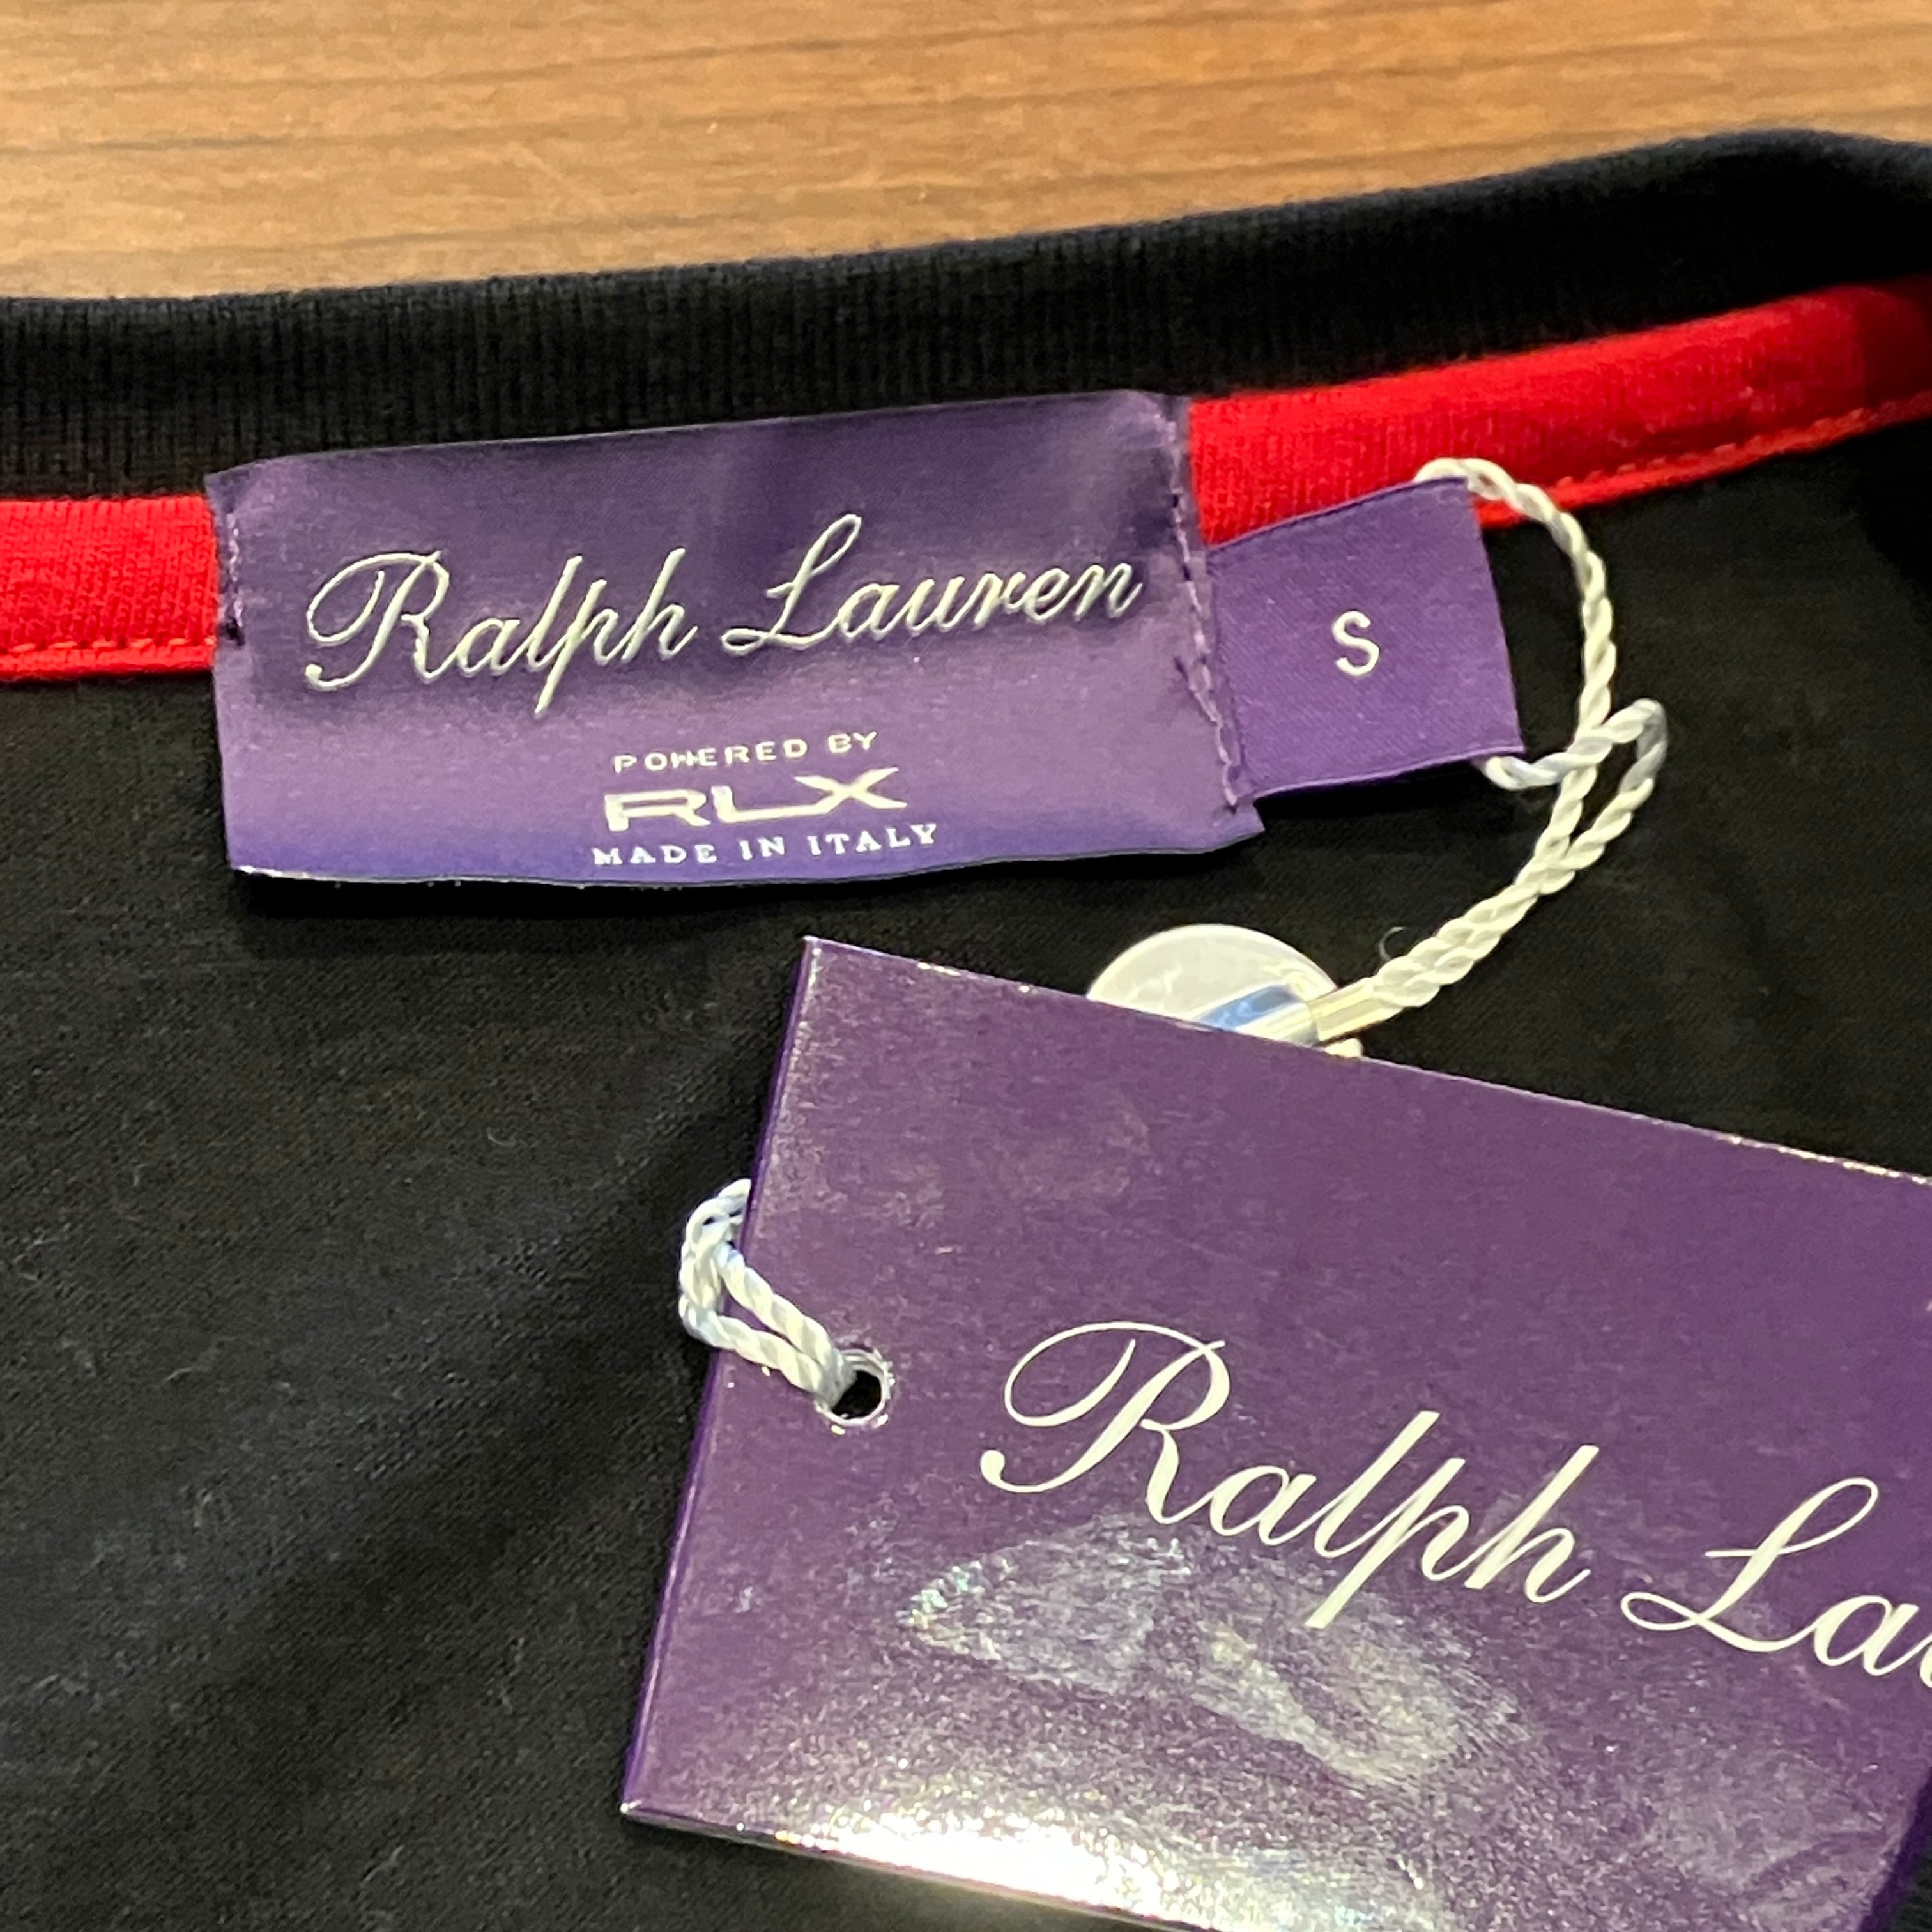 Ralph Lauren
POWERED BY
RLX
MADE IN ITALY
S
Ralph La